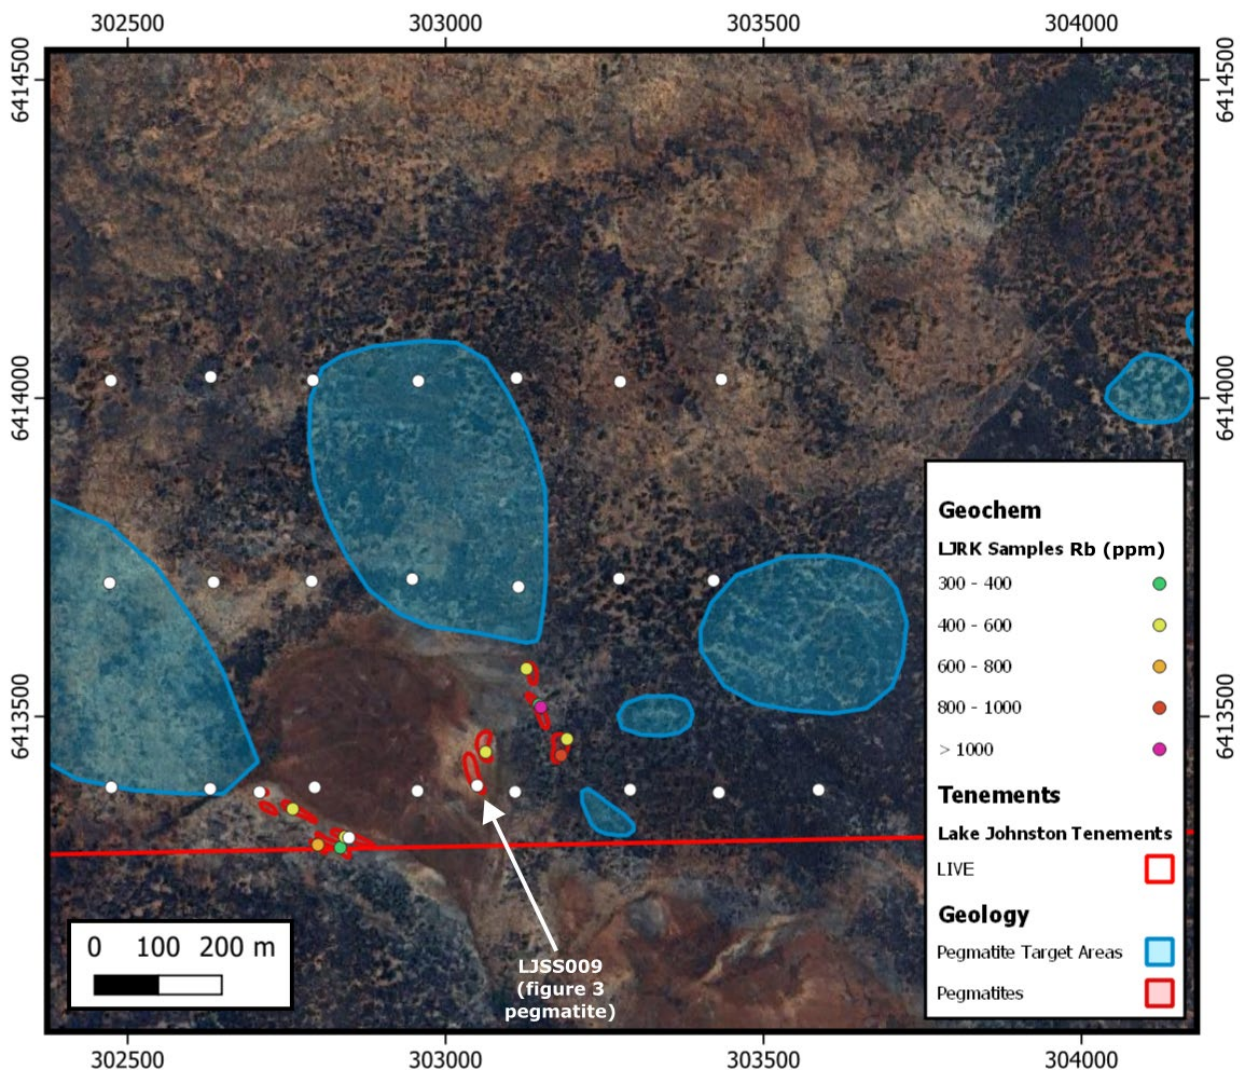 302500
303000
303500
304000
6414500
6414500
6414000
6414000
6413500
6413500
Geochem
LJRK Samples Rb (ppm)
300 - 400
400 - 600
600 - 800
800 - 1000
> 1000
Tenements
Lake Johnston Tenements
LIVE
Geology
Pegmatite Target Areas
Pegmatites
0 100 200 m
LJSS009
(figure 3
pegmatite)
302500
303000
303500
304000